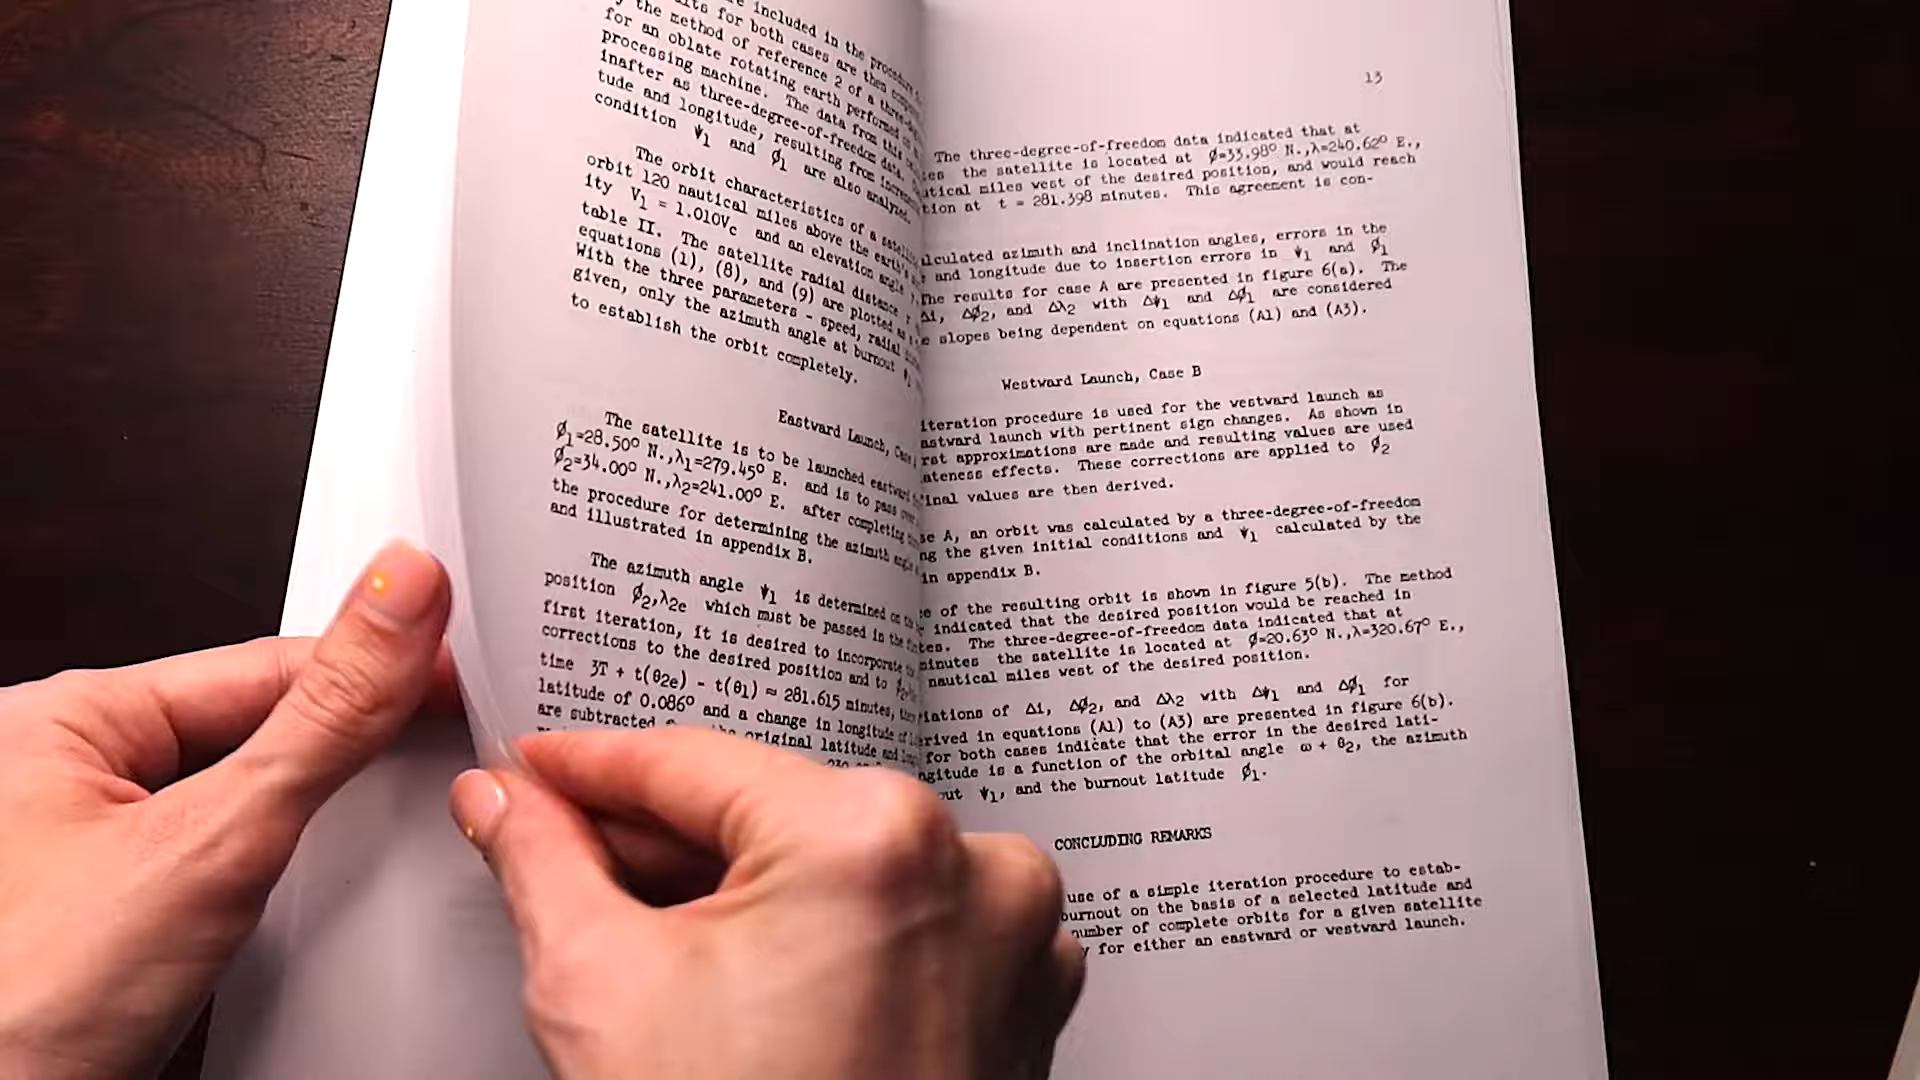 included in the procedure
for both cases are then
the method of reference 2 of a
for an oblate rotating earth performed
processing machine. The data from this
inafter as three-degree-of-freedom data.
tude and longitude, resulting from
condition ψ1 and φ1 are also analyzed.
The orbit characteristics of a
orbit 120 nautical miles above the earth's
ity V1 = 1.010Vc and an elevation angle
table II. The satellite radial distance r
equations (1), (8), and (9) are plotted as
With the three parameters - speed, radial
given, only the azimuth angle at burnout ψ1
to establish the orbit completely.
Eastward Launch, Case
The satellite is to be launched eastward
φ1=28.50° N.,λ1=279.45° E. and is to pass over
φ2=34.00° N.,λ2=241.00° E. after completing
the procedure for determining the azimuth angle
and illustrated in appendix B.
The azimuth angle ψ1 is determined on the
position φ2,λ2e which must be passed in the
first iteration, it is desired to incorporate
corrections to the desired position and to
time 3T + t(θ2e) - t(θ1) ≈ 281.615 minutes,
latitude of 0.086° and a change in longitude of
are subtracted the original latitude and
13
The three-degree-of-freedom data indicated that at
the satellite is located at φ=33.98° N.,λ=240.62° E.,
miles west of the desired position, and would reach
at t = 281.398 minutes. This agreement is con-
azimuth and inclination angles, errors in the
and longitude due to insertion errors in ψ1 and φ1
The results for case A are presented in figure 6(a). The
Δi, Δφ2, and Δλ2 with Δψ1 and Δφ1 are considered
slopes being dependent on equations (A1) and (A3).
Westward Launch, Case B
iteration procedure is used for the westward launch as
launch with pertinent sign changes. As shown in
approximations are made and resulting values are used
effects. These corrections are applied to φ2
values are then derived.
A, an orbit was calculated by a three-degree-of-freedom
the given initial conditions and ψ1 calculated by the
in appendix B.
of the resulting orbit is shown in figure 5(b). The method
indicated that the desired position would be reached in
The three-degree-of-freedom data indicated that at
minutes the satellite is located at φ=20.63° N.,λ=320.67° E.,
nautical miles west of the desired position.
of Δi, Δφ2, and Δλ2 with Δψ1 and Δφ1 for
in equations (A1) to (A3) are presented in figure 6(b).
for both cases indicate that the error in the desired lati-
is a function of the orbital angle ω + θ2, the azimuth
ψ1, and the burnout latitude φ1.
CONCLUDING REMARKS
use of a simple iteration procedure to estab-
burnout on the basis of a selected latitude and
number of complete orbits for a given satellite
for either an eastward or westward launch.